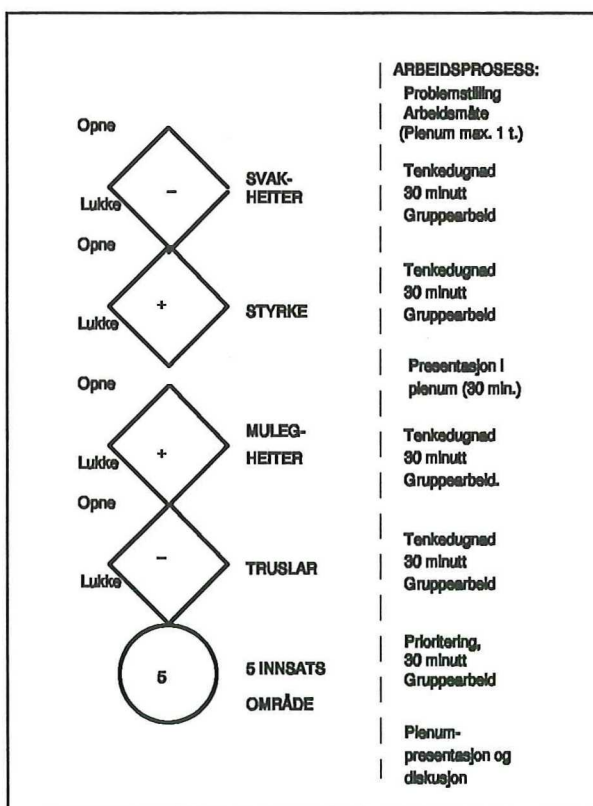 ARBEIDSPROSESS:
Problemstilling
Arbeidsmåte
(Plenum max. 1 t.)
Opne
Lukke
-
SVAK-
HEITER
Tenkedugnad
30 minutt
Gruppearbeid
Opne
Lukke
+
STYRKE
Tenkedugnad
30 minutt
Gruppearbeid
Presentasjon i
plenum (30 min.)
Opne
Lukke
+
MULEG-
HEITER
Tenkedugnad
30 minutt
Gruppearbeid.
Opne
Lukke
-
TRUSLAR
Tenkedugnad
30 minutt
Gruppearbeid
5
5 INNSATS
OMRÅDE
Prioritering,
30 minutt
Gruppearbeid
Plenum-
presentasjon og
diskusjon